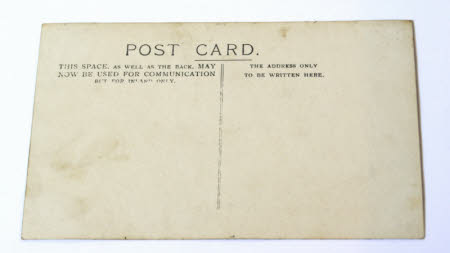 POST CARD.
THIS SPACE, AS WELL AS THE BACK, MAY
NOW BE USED FOR COMMUNICATION
BUT FOR INLAND ONLY.
THE ADDRESS ONLY
TO BE WRITTEN HERE.